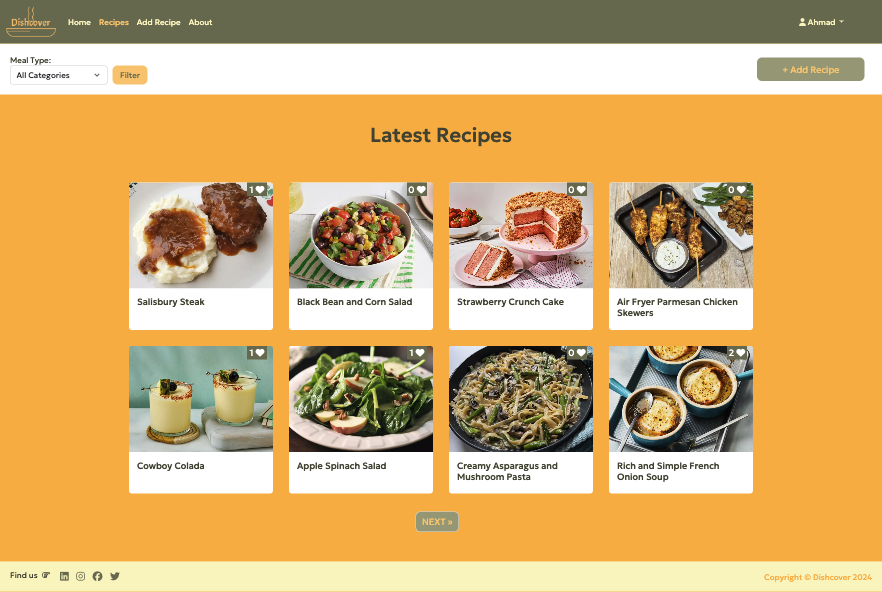 Dishcover
Home Recipes Add Recipe About
Ahmad
Meal Type:
All Categories
Filter
+ Add Recipe
Latest Recipes
1
0
0
0
Salisbury Steak
Black Bean and Corn Salad
Strawberry Crunch Cake
Air Fryer Parmesan Chicken
Skewers
1
1
0
2
Cowboy Colada
Apple Spinach Salad
Creamy Asparagus and
Mushroom Pasta
Rich and Simple French
Onion Soup
NEXT »
Find us
Copyright © Dishcover 2024